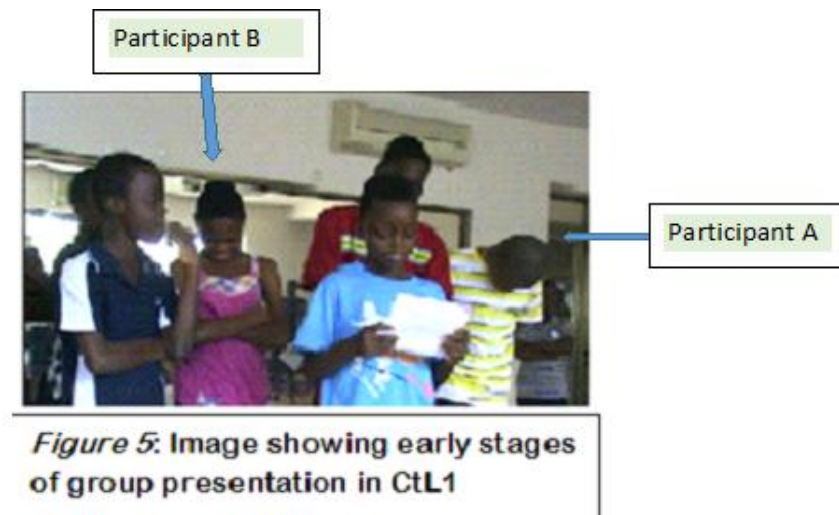 Participant B
Participant A
Figure 5: Image showing early stages
of group presentation in CtL1